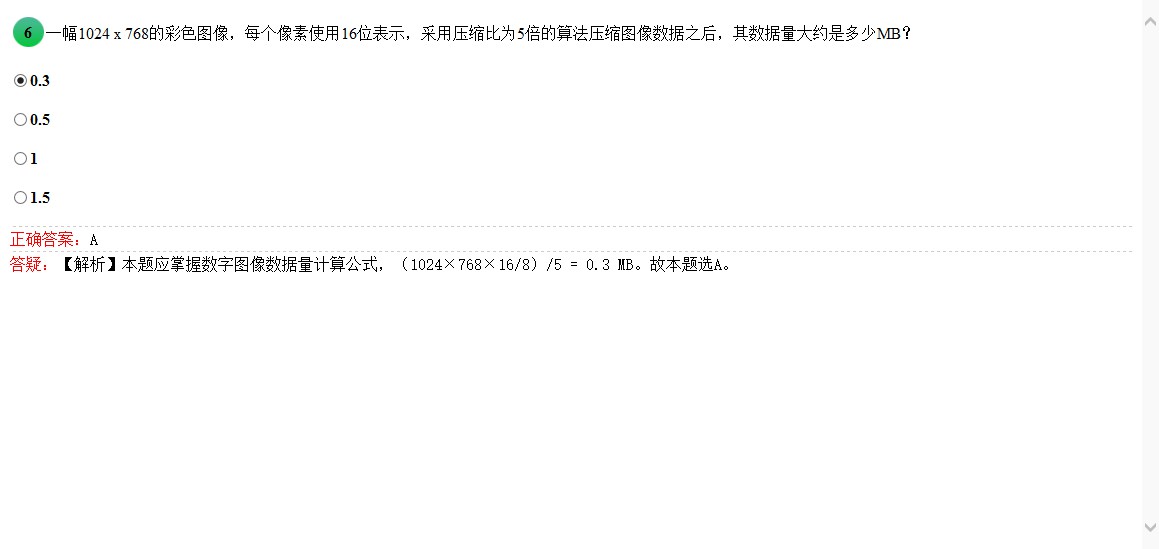 6 一幅1024 x 768的彩色图像，每个像素使用16位表示，采用压缩比为5倍的算法压缩图像数据之后，其数据量大约是多少MB？
0.3
0.5
1
1.5
正确答案：A
答疑：【解析】本题应掌握数字图像数据量计算公式，（1024×768×16/8）/5 = 0.3 MB。故本题选A。